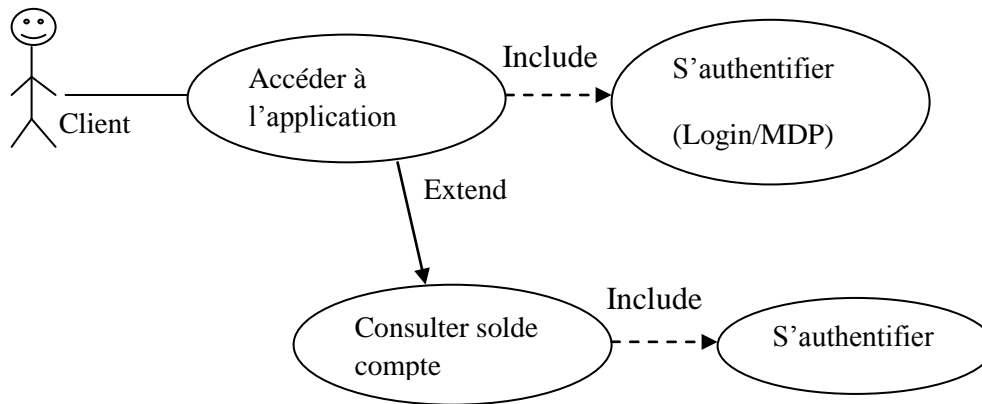 Include
S’authentifier
(Login/MDP)
Accéder à
l’application
Client
Extend
Include
Consulter solde
compte
S’authentifier